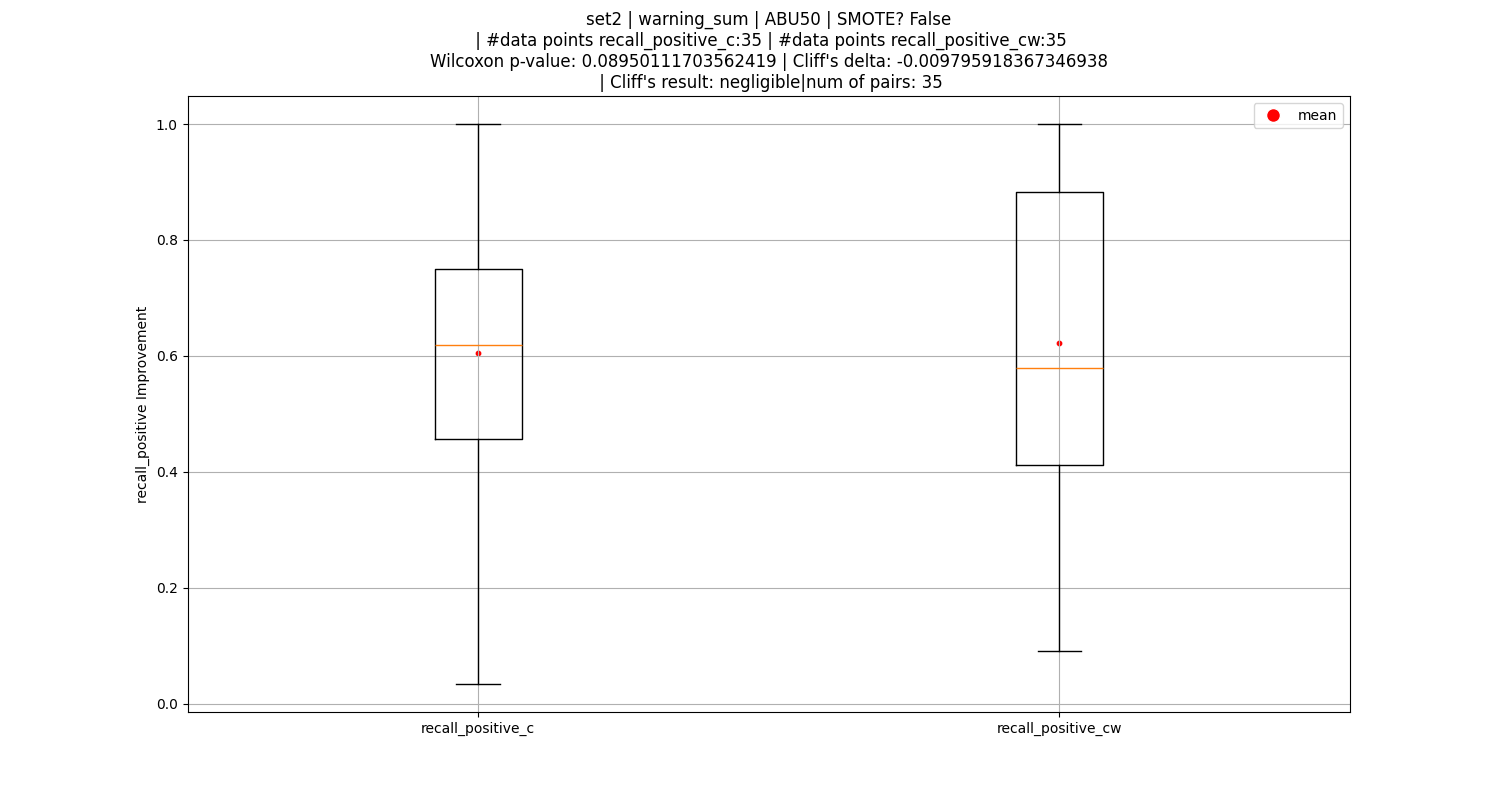 set2 | warning_sum | ABU50 | SMOTE? False
| #data points recall_positive_c:35 | #data points recall_positive_cw:35
Wilcoxon p-value: 0.08950111703562419 | Cliff's delta: -0.009795918367346938
| Cliff's result: negligible|num of pairs: 35
mean
1.0
0.8
0.6
0.4
0.2
0.0
recall_positive Improvement
recall_positive_c
recall_positive_cw